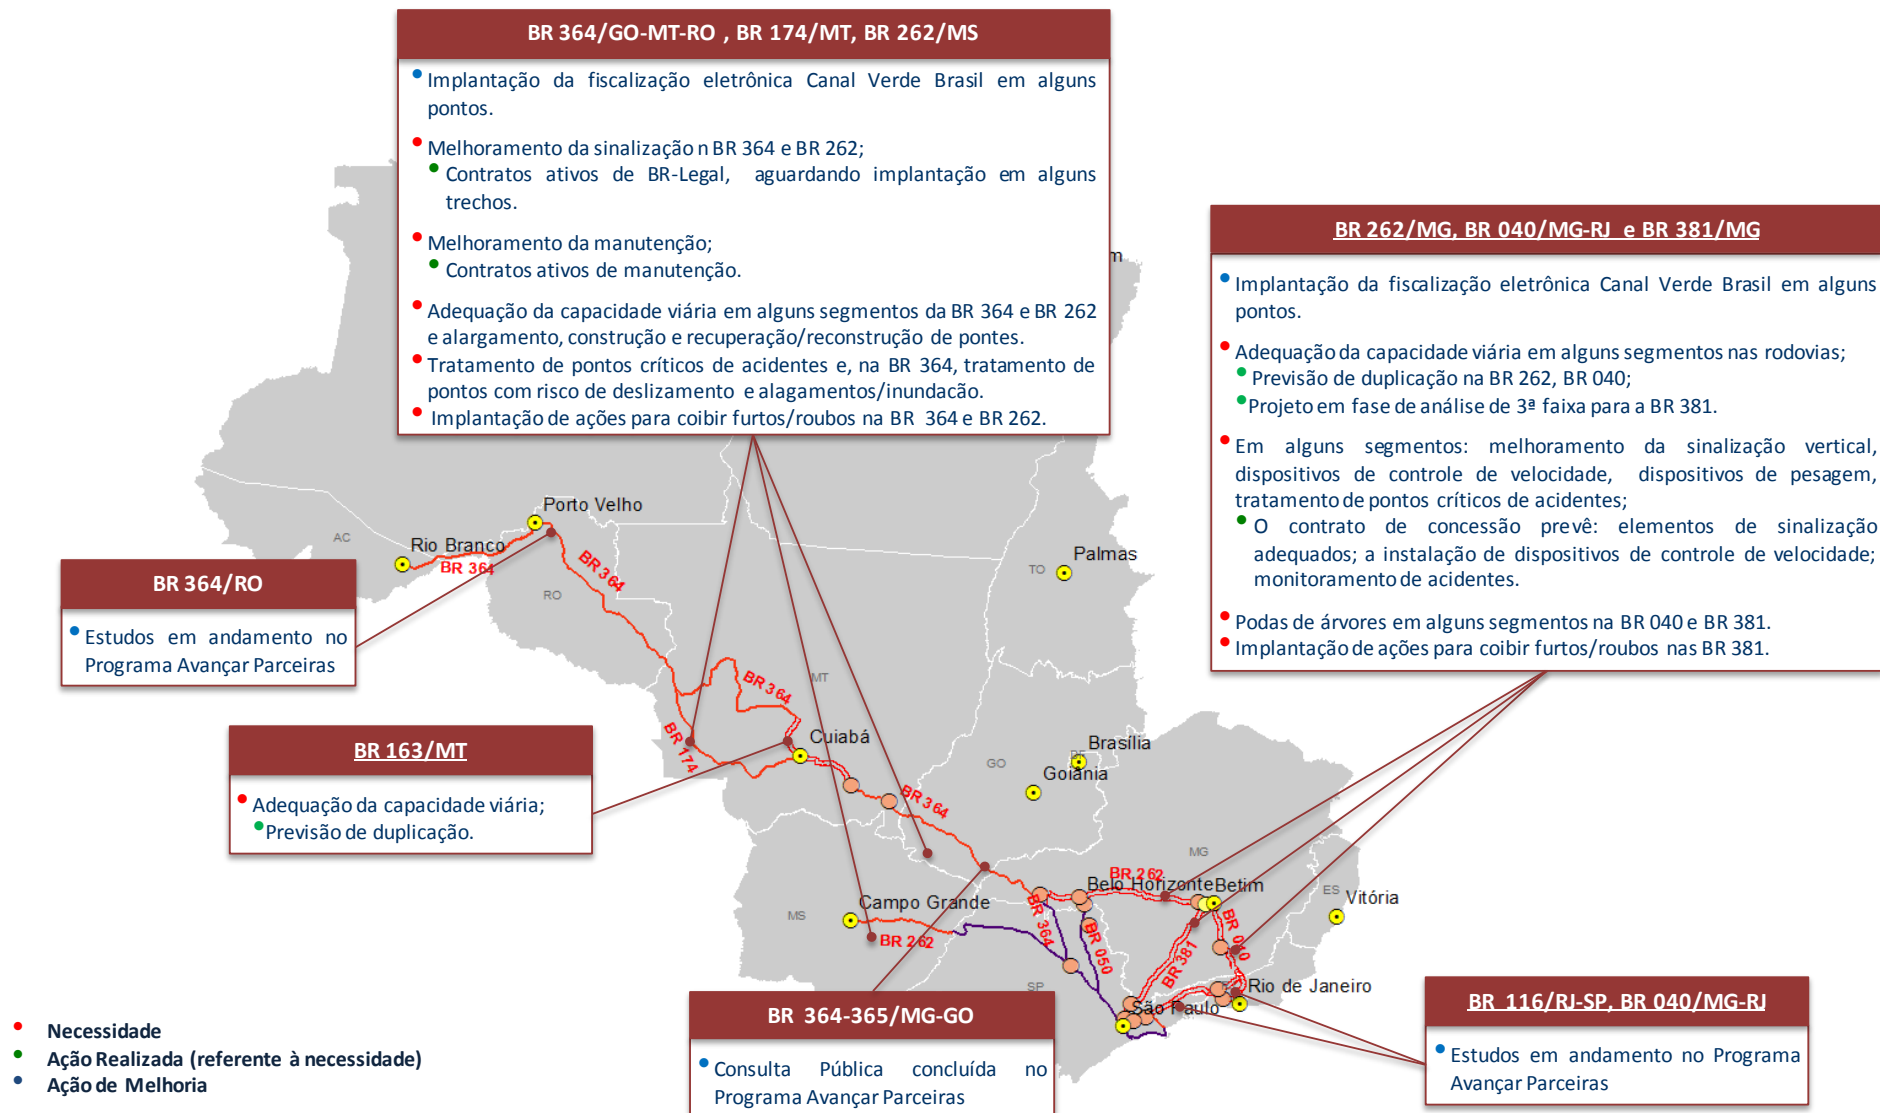 BR 364/GO-MT-RO , BR 174/MT, BR 262/MS
• Implantação da fiscalização eletrônica Canal Verde Brasil em alguns
pontos.
• Melhoramento da sinalização n BR 364 e BR 262;
• Contratos ativos de BR-Legal, aguardando implantação em alguns
trechos.
• Melhoramento da manutenção;
• Contratos ativos de manutenção.
• Adequação da capacidade viária em alguns segmentos da BR 364 e BR 262
e alargamento, construção e recuperação/reconstrução de pontes.
• Tratamento de pontos críticos de acidentes e, na BR 364, tratamento de
pontos com risco de deslizamento e alagamentos/inundacão.
• Implantação de ações para coibir furtos/roubos na BR 364 e BR 262.
m
BR 262/MG, BR 040/MG-RJ e BR 381/MG
• Implantação da fiscalização eletrônica Canal Verde Brasil em alguns
pontos.
• Adequação da capacidade viária em alguns segmentos nas rodovias;
• Previsão de duplicação na BR 262, BR 040;
• Projeto em fase de análise de 3ª faixa para a BR 381.
• Em alguns segmentos: melhoramento da sinalização vertical,
dispositivos de controle de velocidade, dispositivos de pesagem,
tratamento de pontos críticos de acidentes;
• O contrato de concessão prevê: elementos de sinalização
adequados; a instalação de dispositivos de controle de velocidade;
monitoramento de acidentes.
• Podas de árvores em alguns segmentos na BR 040 e BR 381.
• Implantação de ações para coibir furtos/roubos nas BR 381.
Porto Velho
AC
Rio Branco
BR 364
BR 364
RO
TO
Palmas
BR 364/RO
• Estudos em andamento no
Programa Avançar Parceiras
BR 364
MT
BR 174
Cuiabá
BR 163/MT
• Adequação da capacidade viária;
• Previsão de duplicação.
Brasília
DF
GO
Goiânia
BR 364
MG
BR 262
Belo Horizonte
Betim
ES
Vitória
MS
Campo Grande
BR 262
BR 364
BR 050
BR 381
BR 040
SP
Rio de Janeiro
São Paulo
BR 364-365/MG-GO
• Consulta Pública concluída no
Programa Avançar Parceiras
BR 116/RJ-SP, BR 040/MG-RJ
• Estudos em andamento no Programa
Avançar Parceiras
• Necessidade
• Ação Realizada (referente à necessidade)
• Ação de Melhoria